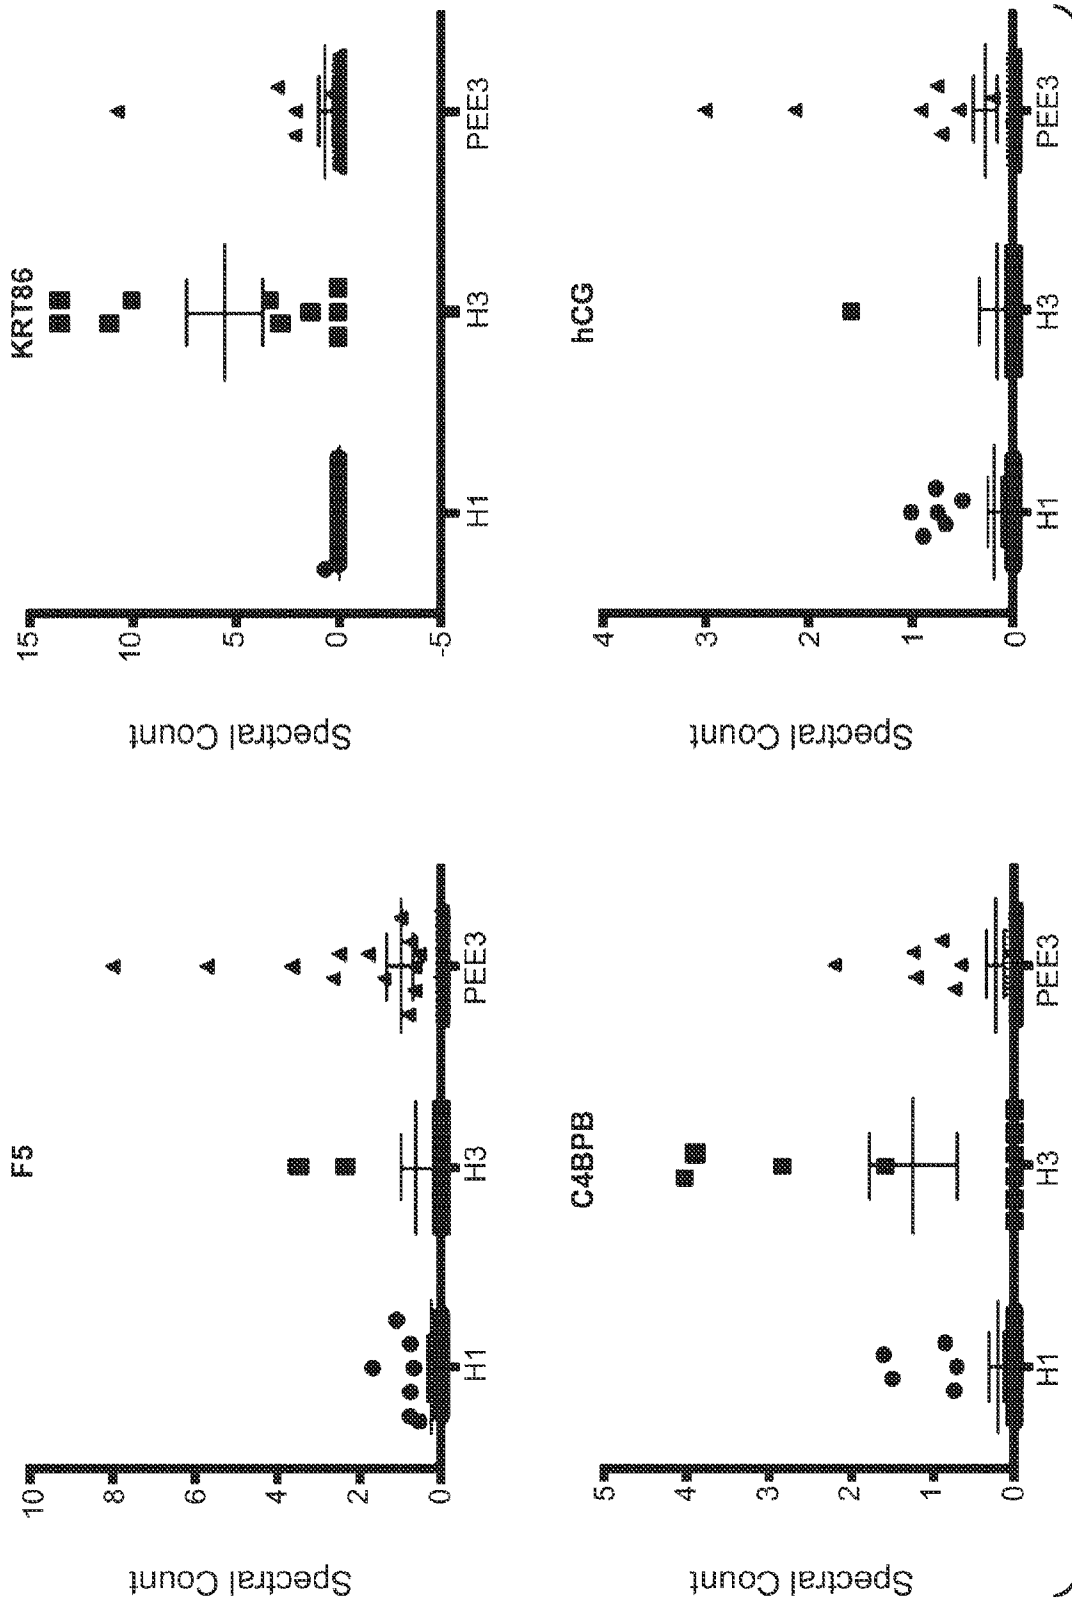 F5
Spectral Count
10
8
6
4
2
0
H1
H3
PEE3
KRT86
Spectral Count
15
10
5
0
-5
H1
H3
PEE3
C4BPB
Spectral Count
5
4
3
2
1
0
H1
H3
PEE3
hCG
Spectral Count
4
3
2
1
0
H1
H3
PEE3